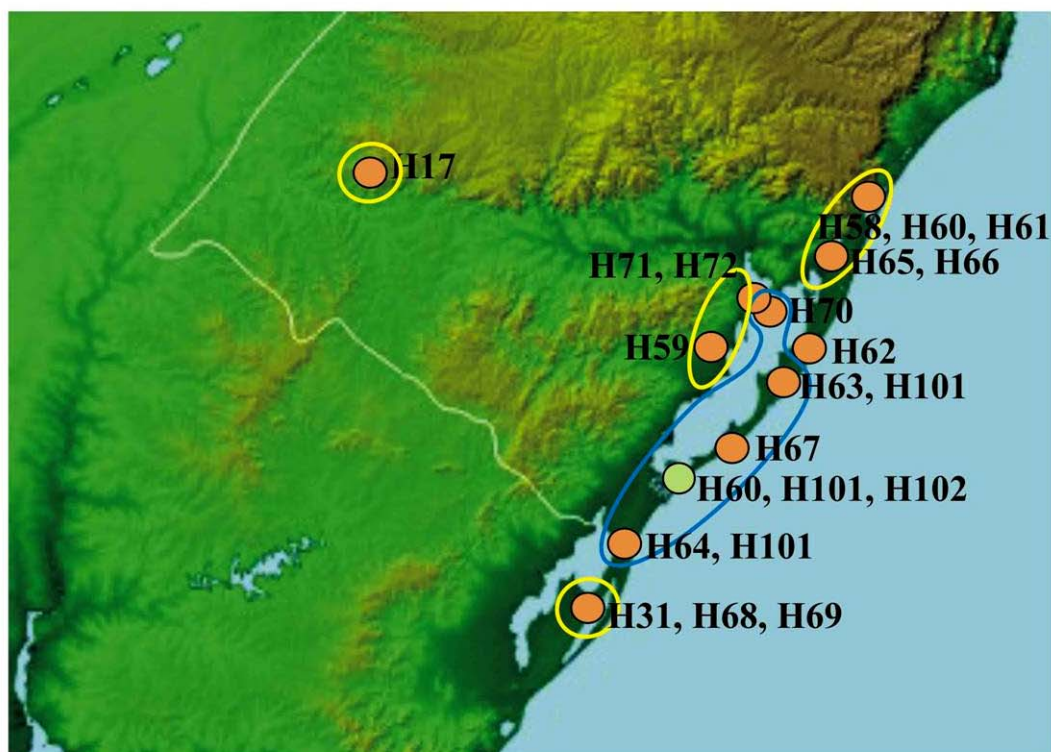 H17
H58, H60, H61
H65, H66
H71, H72
H70
H59
H62
H63, H101
H67
H60, H101, H102
H64, H101
H31, H68, H69